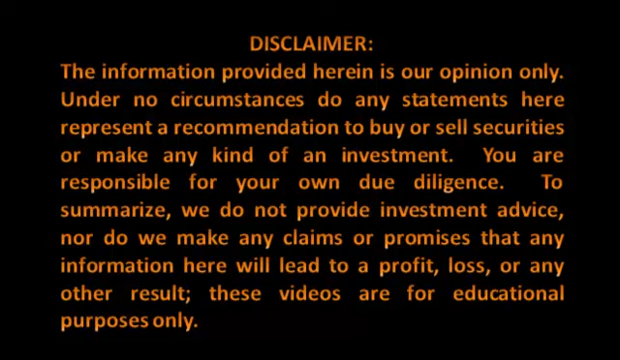 DISCLAIMER:
The information provided herein is our opinion only.
Under no circumstances do any statements here
represent a recommendation to buy or sell securities
or make any kind of an investment. You are
responsible for your own due diligence. To
summarize, we do not provide investment advice,
nor do we make any claims or promises that any
information here will lead to a profit, loss, or any
other result; these videos are for educational
purposes only.